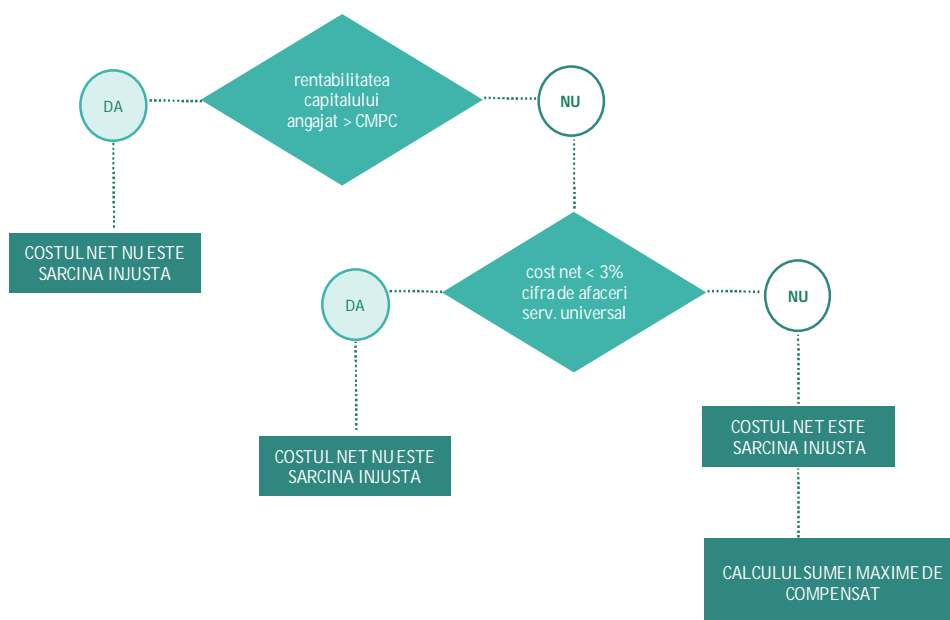 rentabilitatea
capitalului
angajat > CMPC
DA
NU
COSTUL NET NU ESTE
SARCINA INJUSTA
cost net < 3%
cifra de afaceri
serv. universal
DA
NU
COSTUL NET NU ESTE
SARCINA INJUSTA
COSTUL NET ESTE
SARCINA INJUSTA
CALCULUL SUMEI MAXIME DE
COMPENSAT